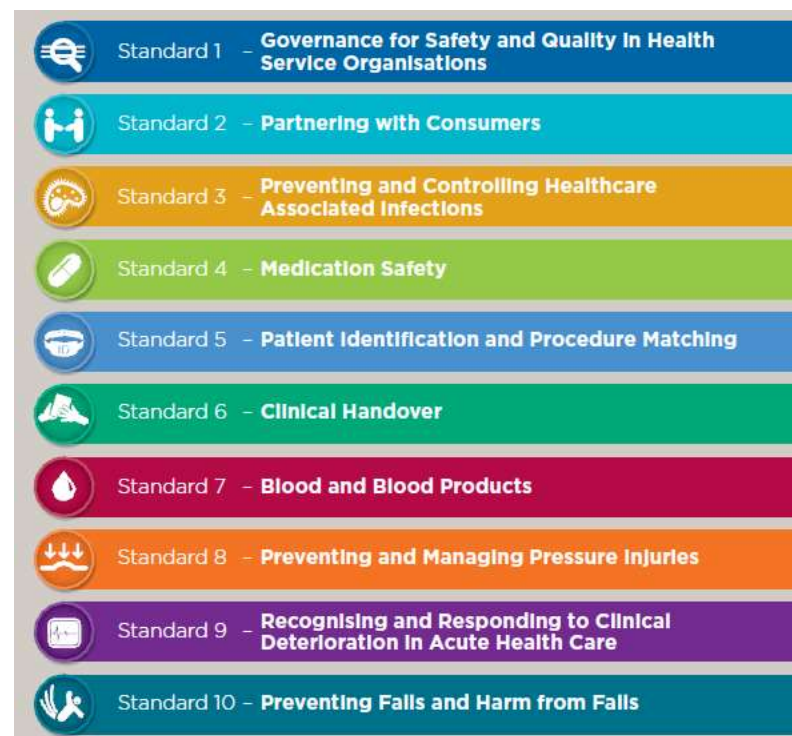 Standard 1 – Governance for Safety and Quality in Health
Service Organisations
Standard 2 – Partnering with Consumers
Standard 3 – Preventing and Controlling Healthcare
Associated Infections
Standard 4 – Medication Safety
ID
Standard 5 – Patient Identification and Procedure Matching
Standard 6 – Clinical Handover
Standard 7 – Blood and Blood Products
Standard 8 – Preventing and Managing Pressure Injuries
Standard 9 – Recognising and Responding to Clinical
Deterioration in Acute Health Care
Standard 10 – Preventing Falls and Harm from Falls